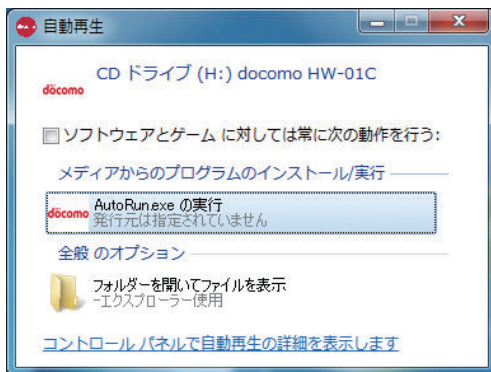 自動再生
CD ドライブ (H:) docomo HW-01C
döcomo
ソフトウェアとゲーム に対しては常に次の動作を行う:
メディアからのプログラムのインストール/実行
döcomo
AutoRun.exe の実行
発行元は指定されていません
全般 のオプション
フォルダーを開いてファイルを表示
-エクスプローラー使用
コントロール パネルで自動再生の詳細を表示します